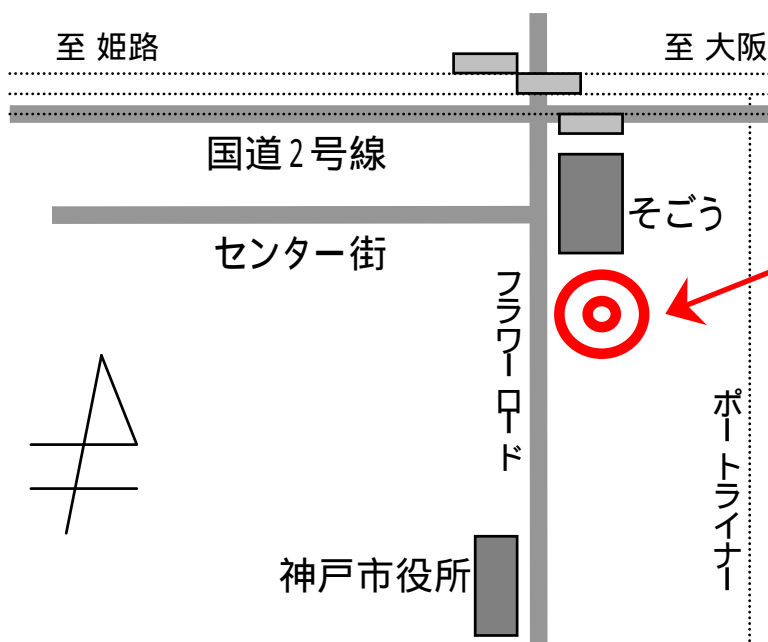 至 姫路
至 大阪
国道2号線
そごう
センター街
フラワーロード
ポートライナー
神戸市役所